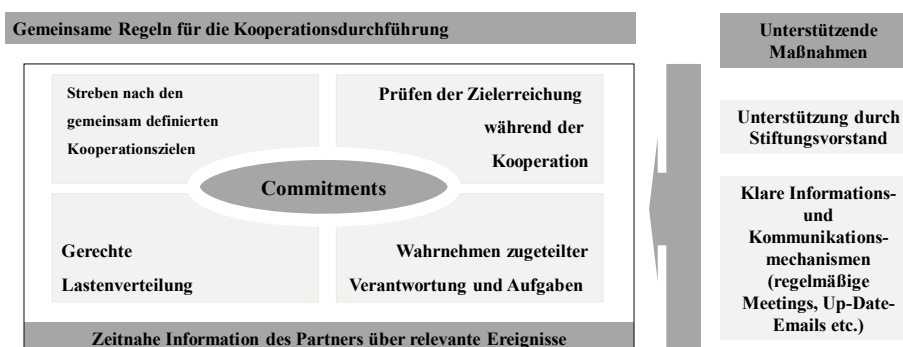 Gemeinsame Regeln für die Kooperationsdurchführung
Streben nach den
gemeinsam definierten
Kooperationszielen
Prüfen der Zielerreichung
während der
Kooperation
Commitments
Gerechte
Lastenverteilung
Wahrnehmen zugeteilter
Verantwortung und Aufgaben
Zeitnahe Information des Partners über relevante Ereignisse
Unterstützende
Maßnahmen
Unterstützung durch
Stiftungsvorstand
Klare Informations-
und
Kommunikations-
mechanismen
(regelmäßige
Meetings, Up-Date-
Emails etc.)